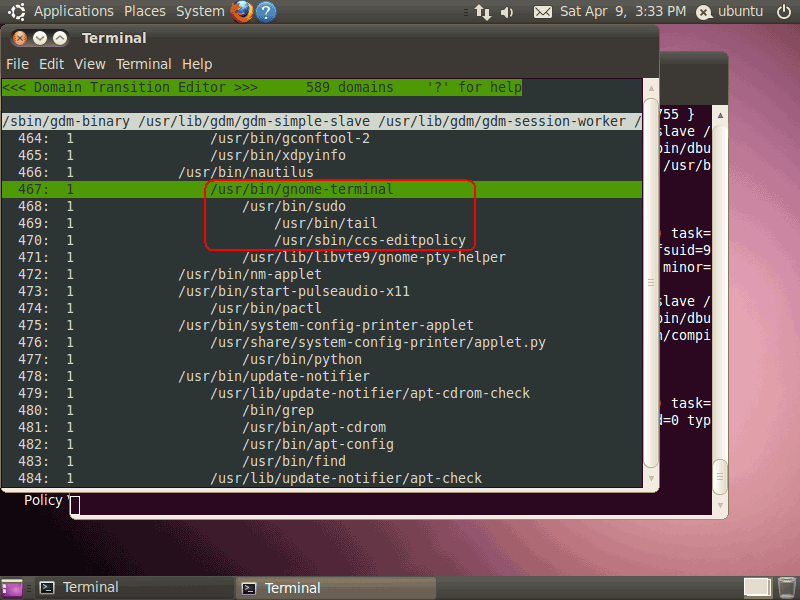 Applications Places System ? Sat Apr 9, 3:33 PM ubuntu
Terminal
File Edit View Terminal Help
<<< Domain Transition Editor >>> 589 domains '?' for help
/sbin/gdm-binary /usr/lib/gdm/gdm-simple-slave /usr/lib/gdm/gdm-session-worker /
464: 1 /usr/bin/gconftool-2
465: 1 /usr/bin/xdpyinfo
466: 1 /usr/bin/nautilus
467: 1 /usr/bin/gnome-terminal
468: 1 /usr/bin/sudo
469: 1 /usr/bin/tail
470: 1 /usr/sbin/ccs-editpolicy
471: 1 /usr/lib/libvte9/gnome-pty-helper
472: 1 /usr/bin/nm-applet
473: 1 /usr/bin/start-pulseaudio-x11
474: 1 /usr/bin/pactl
475: 1 /usr/bin/system-config-printer-applet
476: 1 /usr/share/system-config-printer/applet.py
477: 1 /usr/bin/python
478: 1 /usr/bin/update-notifier
479: 1 /usr/lib/update-notifier/apt-cdrom-check
480: 1 /bin/grep
481: 1 /usr/bin/apt-cdrom
482: 1 /usr/bin/apt-config
483: 1 /usr/bin/find
484: 1 /usr/lib/update-notifier/apt-check
755 }
slave /
bin/dbu
/usr/b
) task=
fsuid=9
minor=
slave /
bin/dbu
n/compi
) task=
d=0 typ
Policy
Terminal Terminal